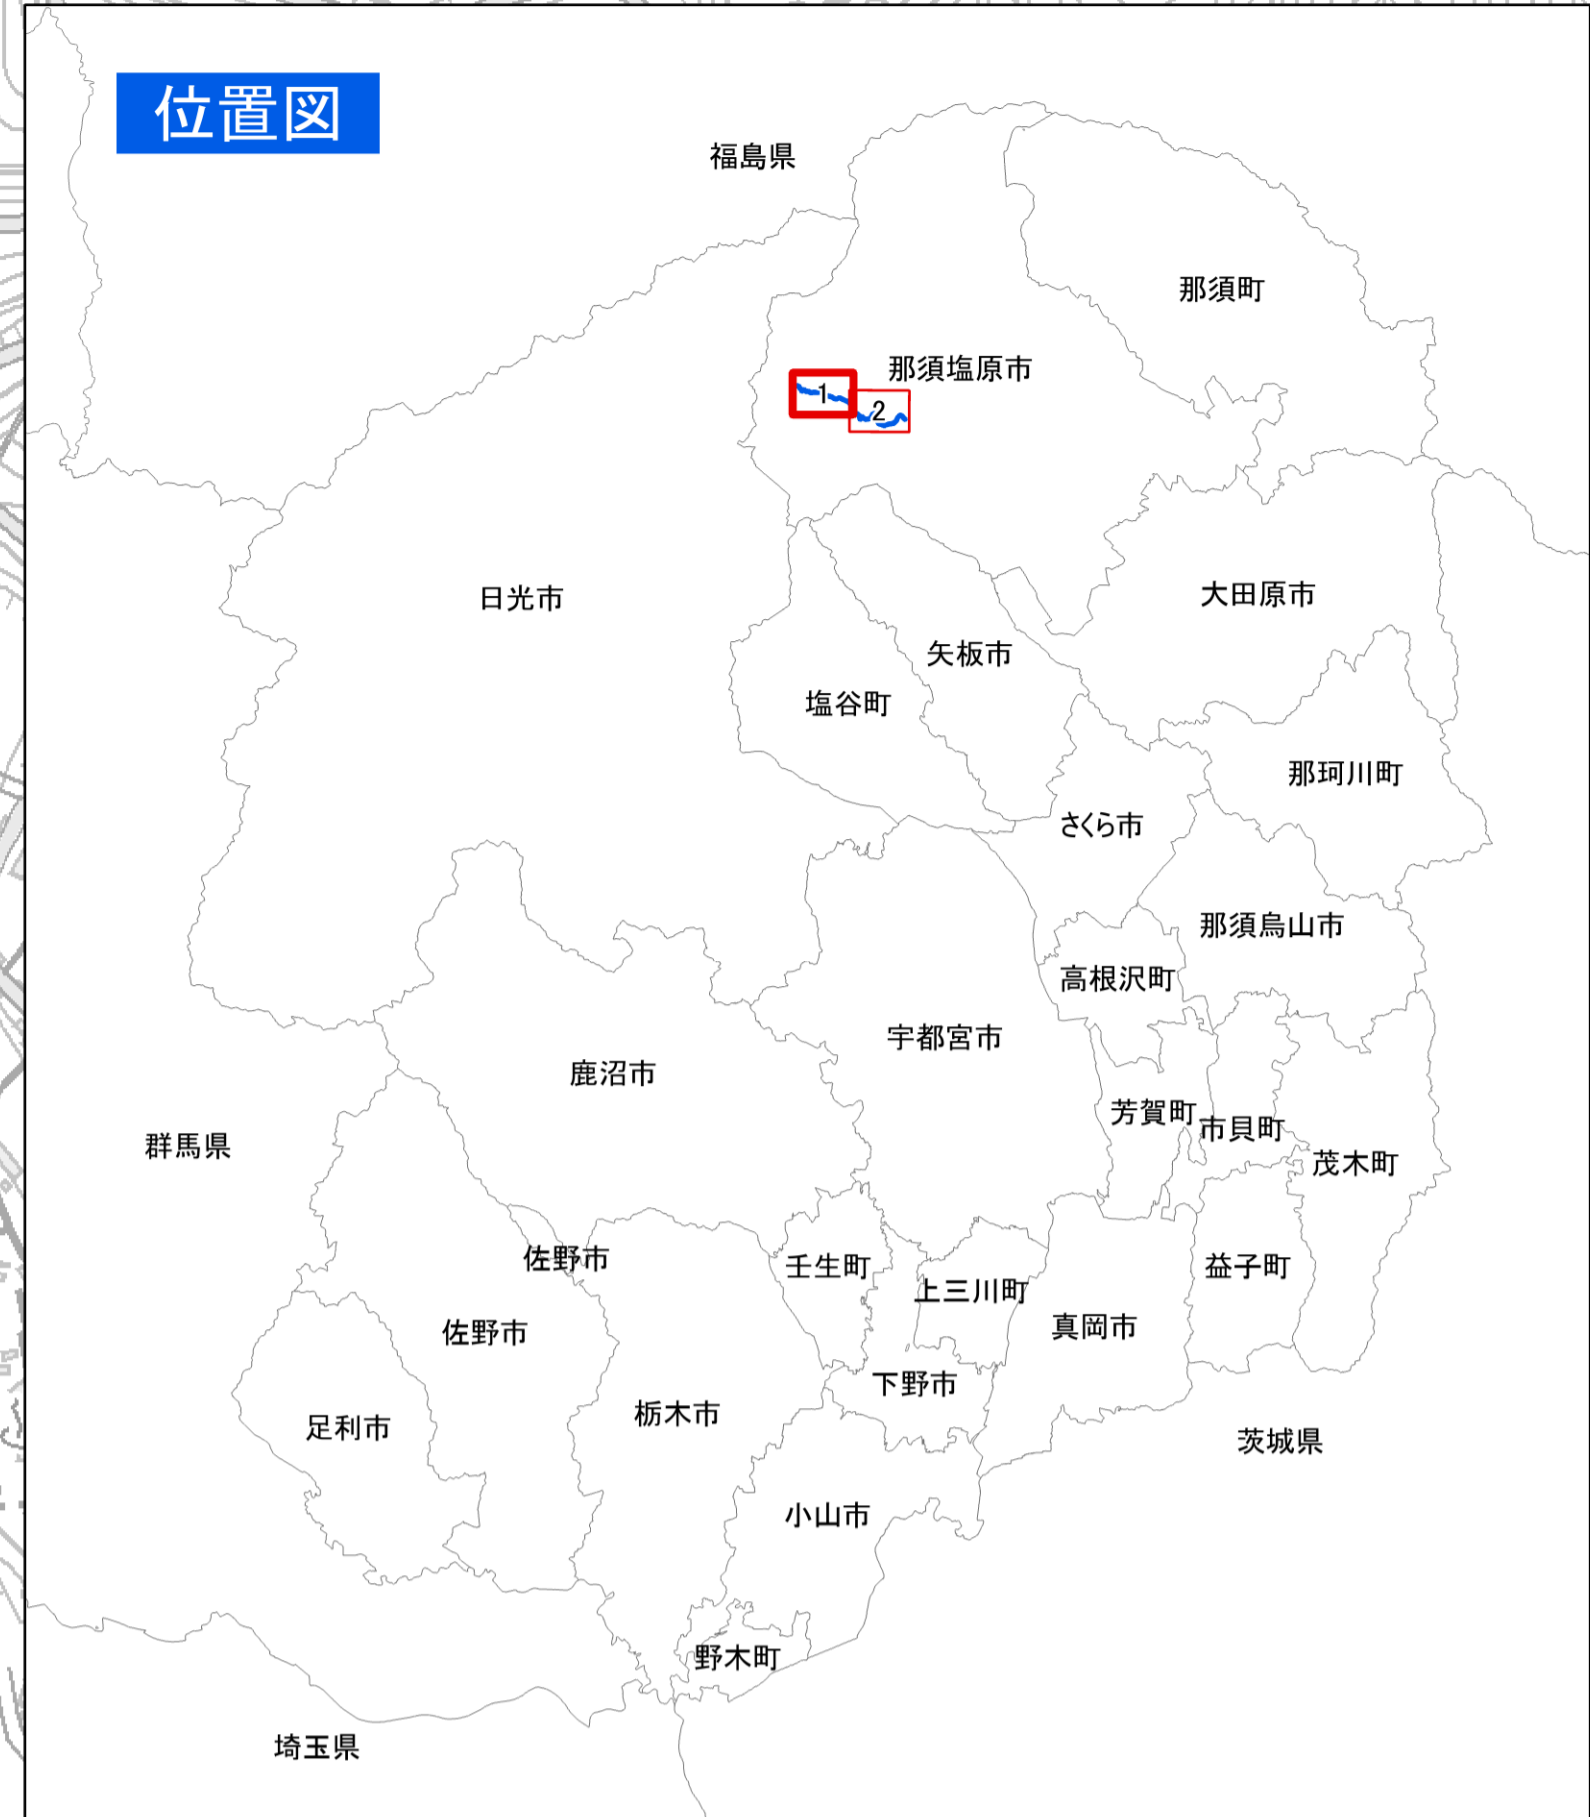 位置図
福島県
那須町
那須塩原市
1
2
日光市
大田原市
矢板市
塩谷町
那珂川町
さくら市
那須烏山市
高根沢町
宇都宮市
鹿沼市
芳賀町
市貝町
群馬県
茂木町
佐野市
壬生町
益子町
上三川町
真岡市
佐野市
下野市
栃木市
足利市
茨城県
小山市
野木町
埼玉県